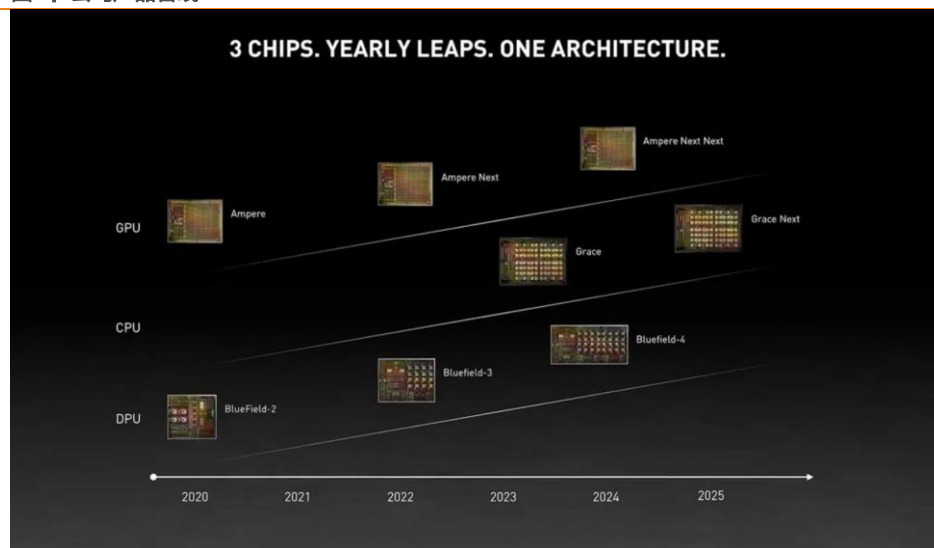 3 CHIPS. YEARLY LEAPS. ONE ARCHITECTURE.
Ampere Next Next
Ampere Next
Ampere
Grace Next
GPU
Grace
CPU
Bluefield-4
Bluefield-3
BlueField-2
DPU
2020 2021 2022 2023 2024 2025